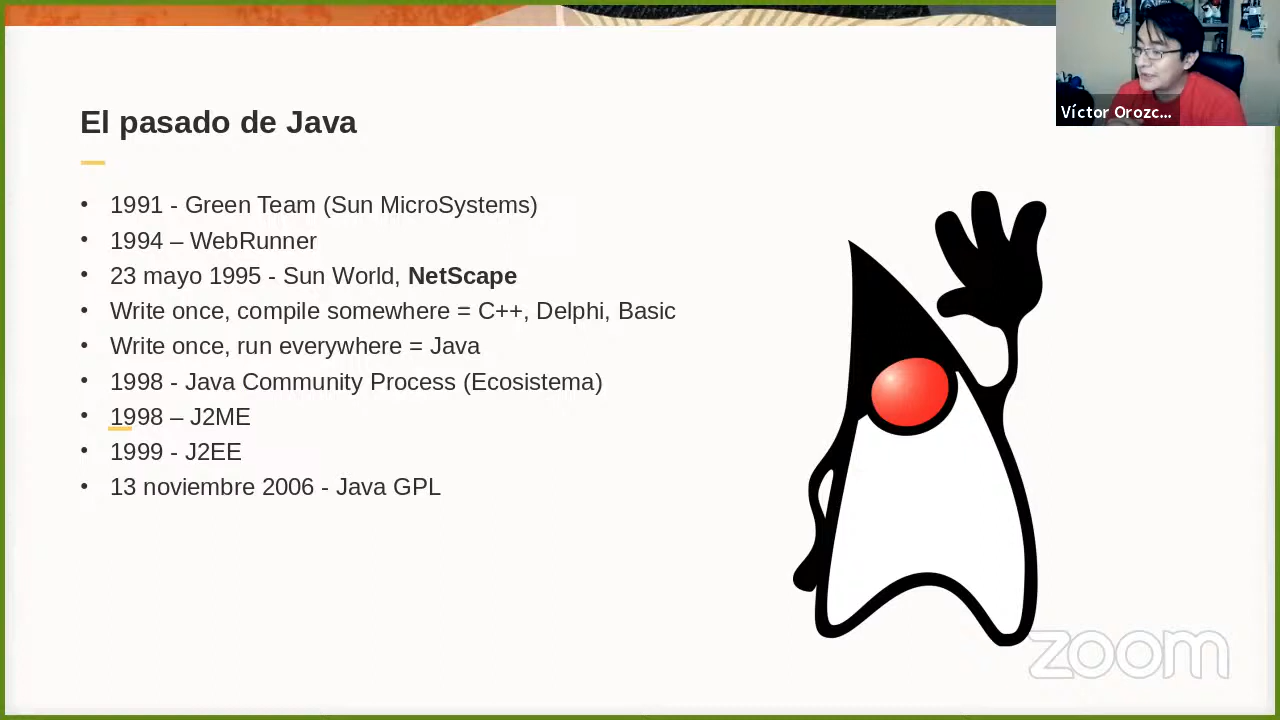 Víctor Orozc...
El pasado de Java
• 1991 - Green Team (Sun MicroSystems)
• 1994 – WebRunner
• 23 mayo 1995 - Sun World, NetScape
• Write once, compile somewhere = C++, Delphi, Basic
• Write once, run everywhere = Java
• 1998 - Java Community Process (Ecosistema)
• 1998 – J2ME
• 1999 - J2EE
• 13 noviembre 2006 - Java GPL
zoom